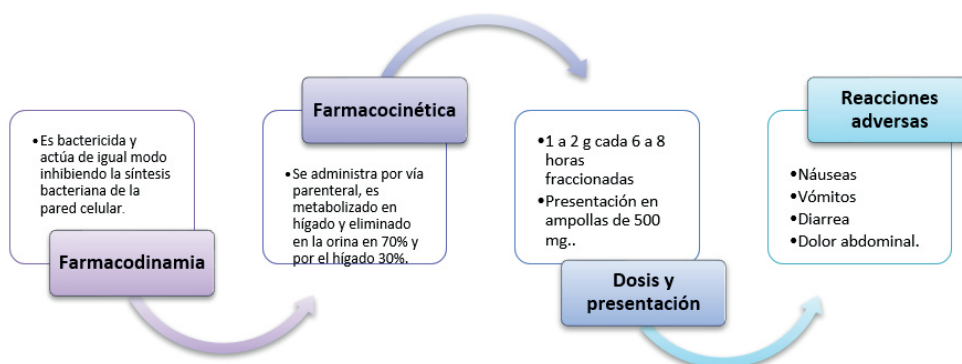 •Es bactericida y
actúa de igual modo
inhibiendo la síntesis
bacteriana de la
pared celular.
Farmacodinamia
Farmacocinética
•Se administra por vía
parenteral, es
metabolizado en
hígado y eliminado
en la orina en 70% y
por el hígado 30%.
•1 a 2 g cada 6 a 8
horas
fraccionadas
•Presentación en
ampollas de 500
mg..
Dosis y
presentación
Reacciones
adversas
•Náuseas
•Vómitos
•Diarrea
•Dolor abdominal.